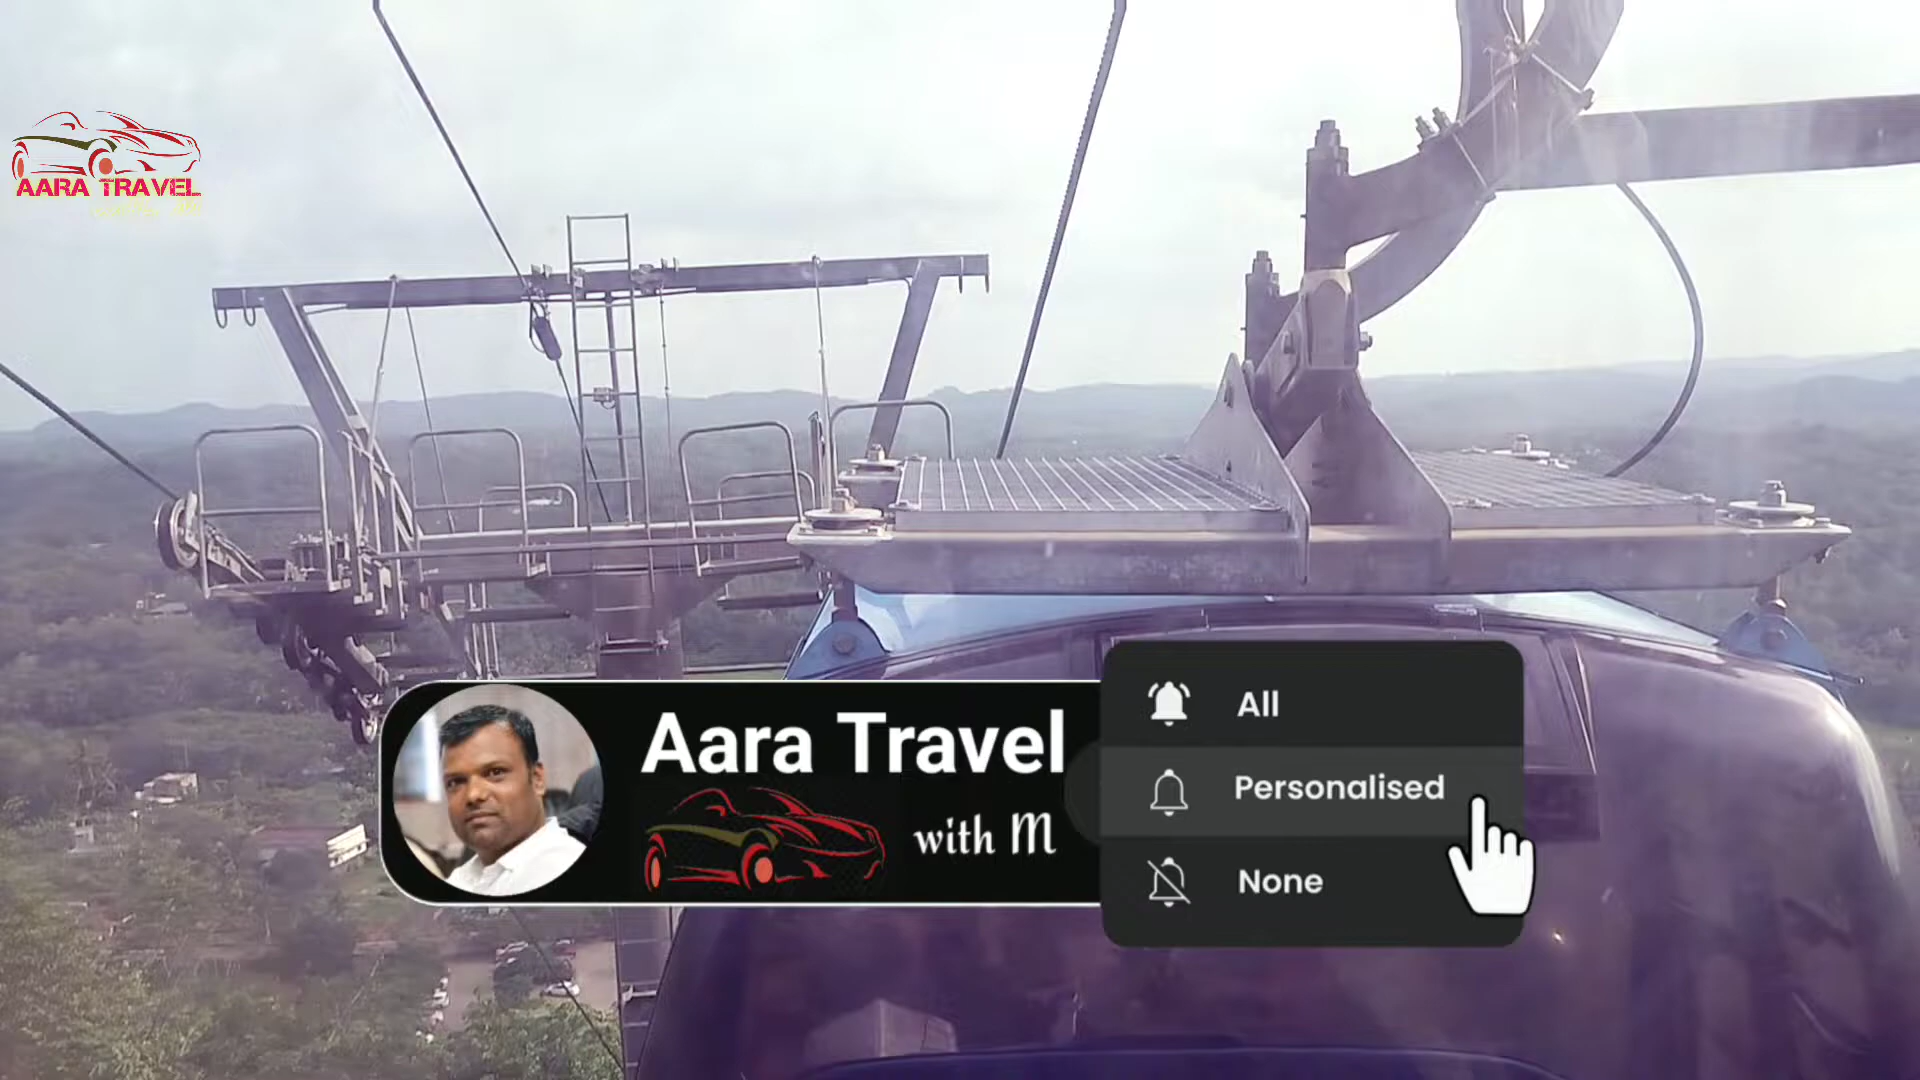 AARA TRAVEL
Aara Travel
with M
All
Personalised
None